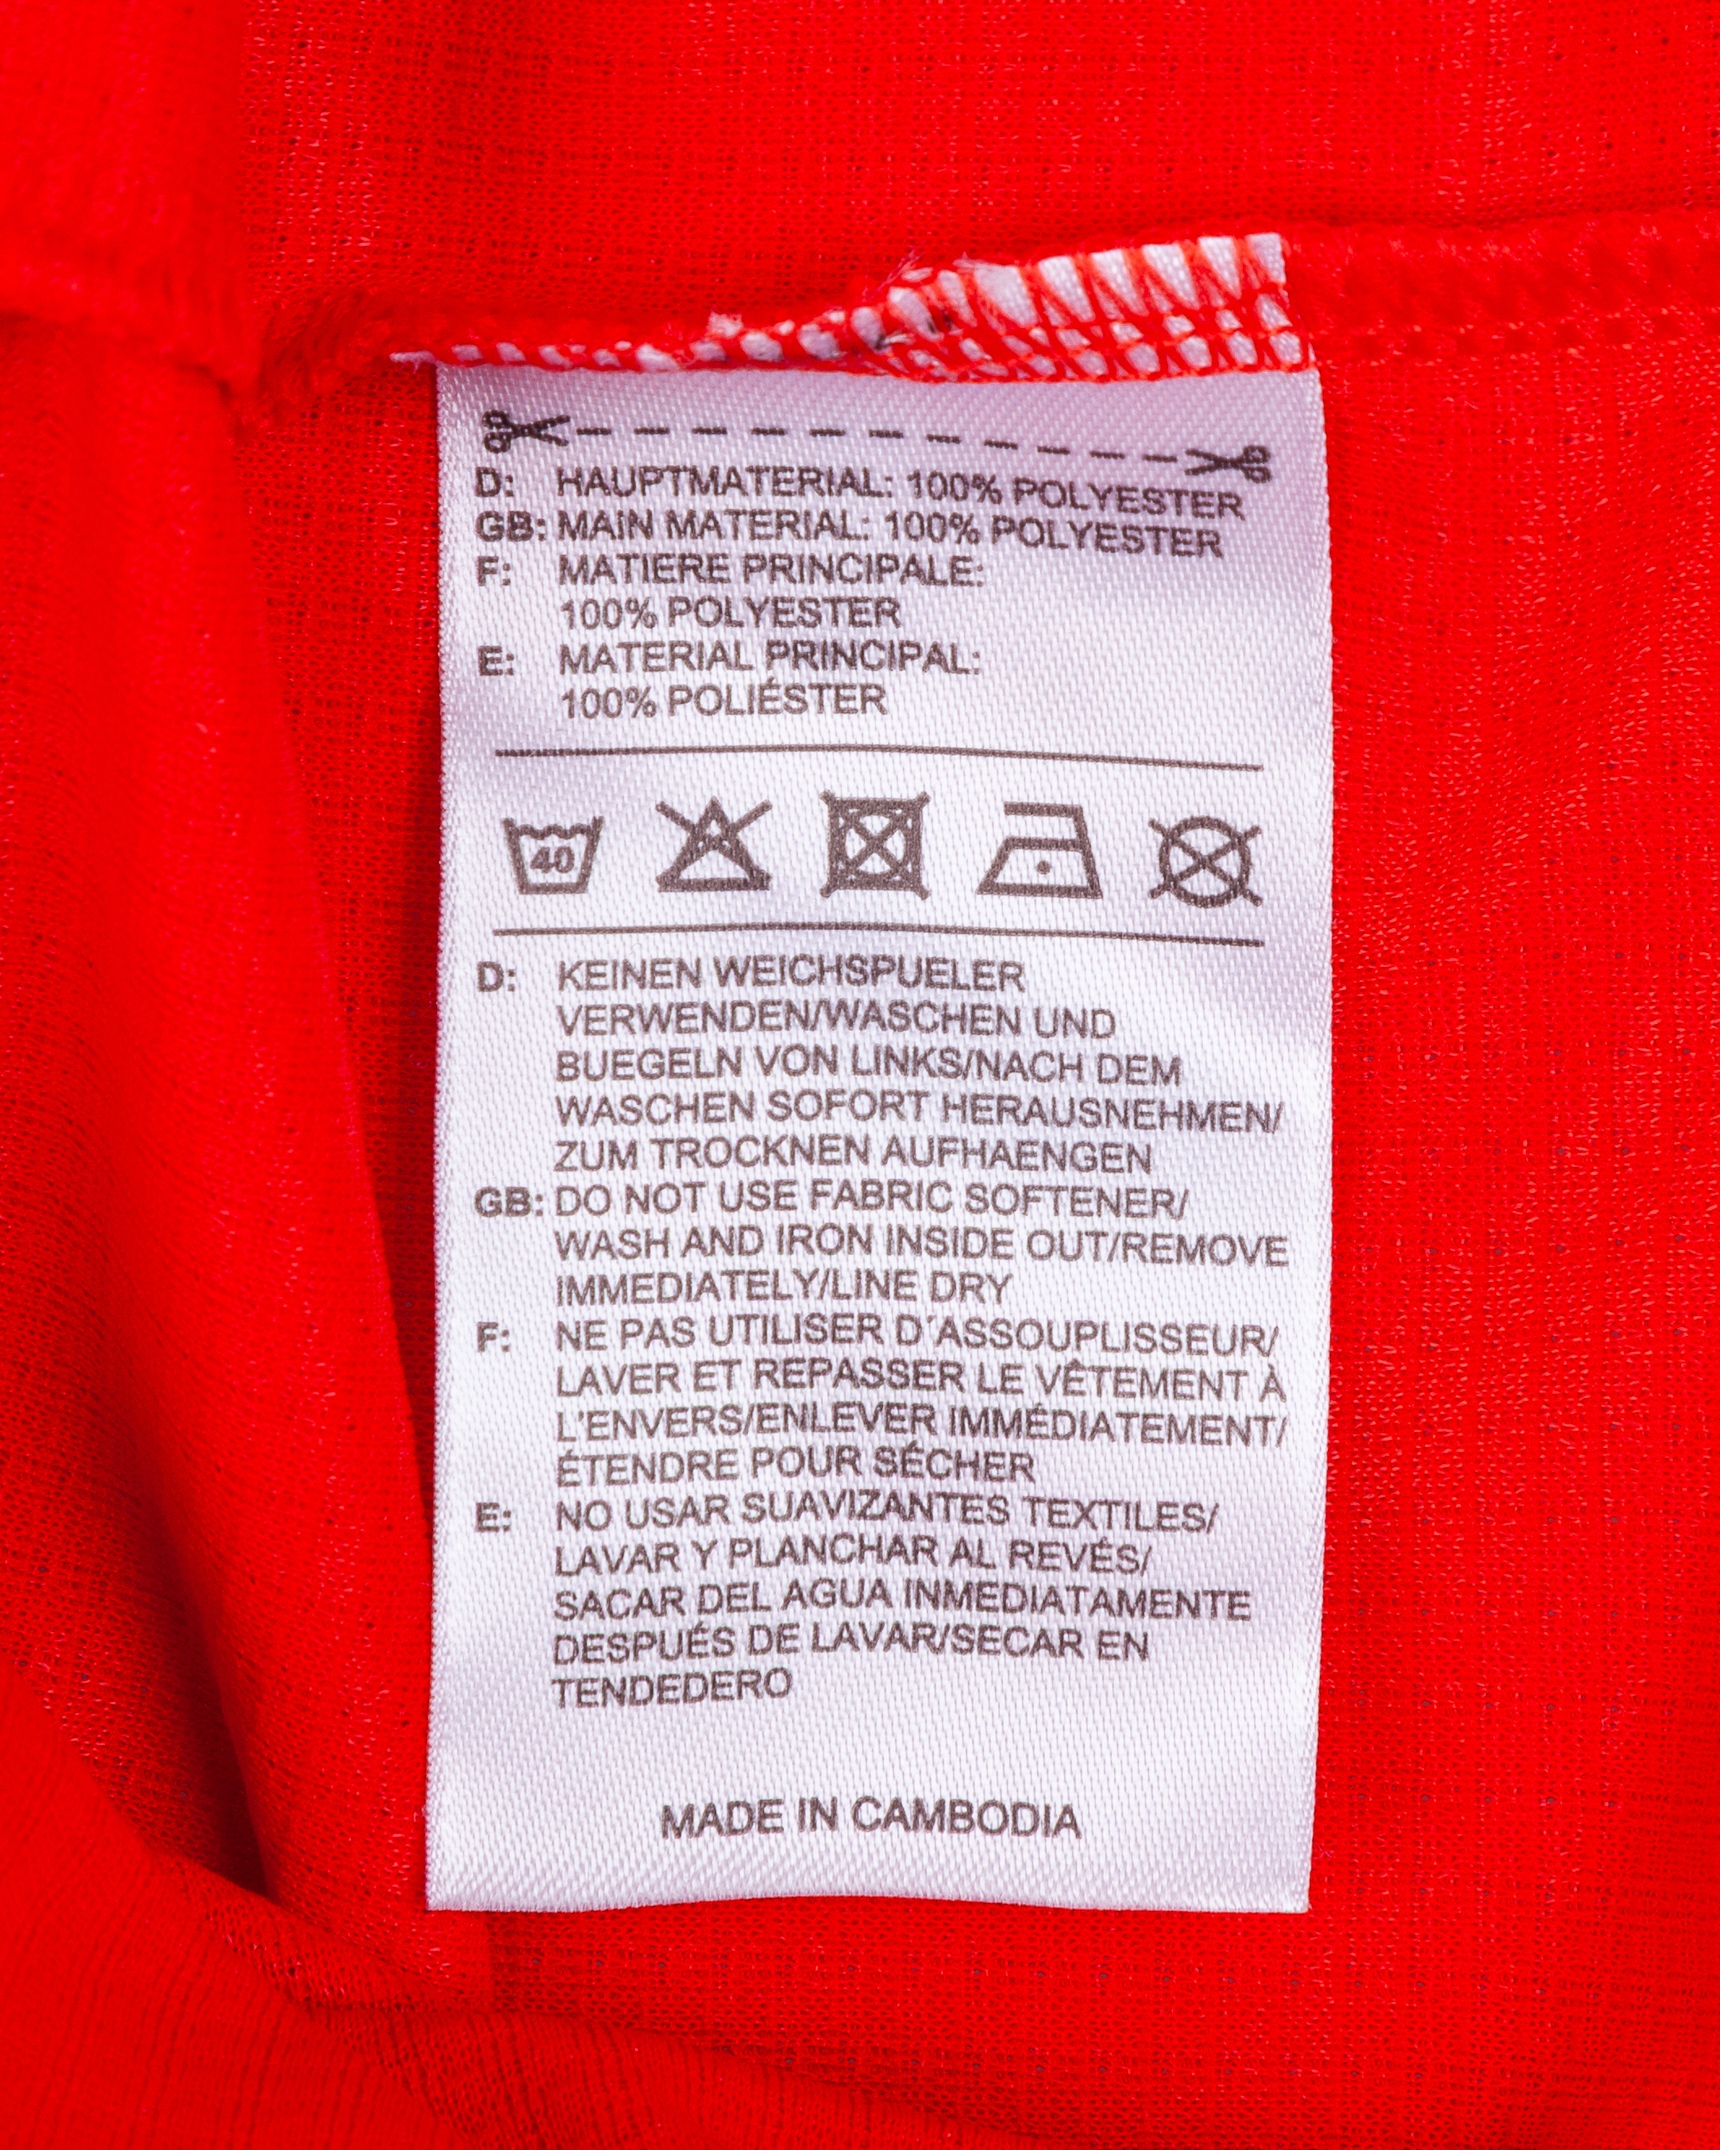 D: HAUPTMATERIAL: 100% POLYESTER
GB: MAIN MATERIAL: 100% POLYESTER
F: MATIERE PRINCIPALE:
100% POLYESTER
E: MATERIAL PRINCIPAL:
100% POLIÉSTER
40
D: KEINEN WEICHSPUELER
VERWENDEN/WASCHEN UND
BUEGELN VON LINKS/NACH DEM
WASCHEN SOFORT HERAUSNEHMEN/
ZUM TROCKNEN AUFHAENGEN
GB: DO NOT USE FABRIC SOFTENER/
WASH AND IRON INSIDE OUT/REMOVE
IMMEDIATELY/LINE DRY
F: NE PAS UTILISER D´ASSOUPLISSEUR/
LAVER ET REPASSER LE VÊTEMENT À
L'ENVERS/ENLEVER IMMÉDIATEMENT/
ÉTENDRE POUR SÉCHER
E: NO USAR SUAVIZANTES TEXTILES/
LAVAR Y PLANCHAR AL REVÉS/
SACAR DEL AGUA INMEDIATAMENTE
DESPUÉS DE LAVAR/SECAR EN
TENDEDERO
MADE IN CAMBODIA